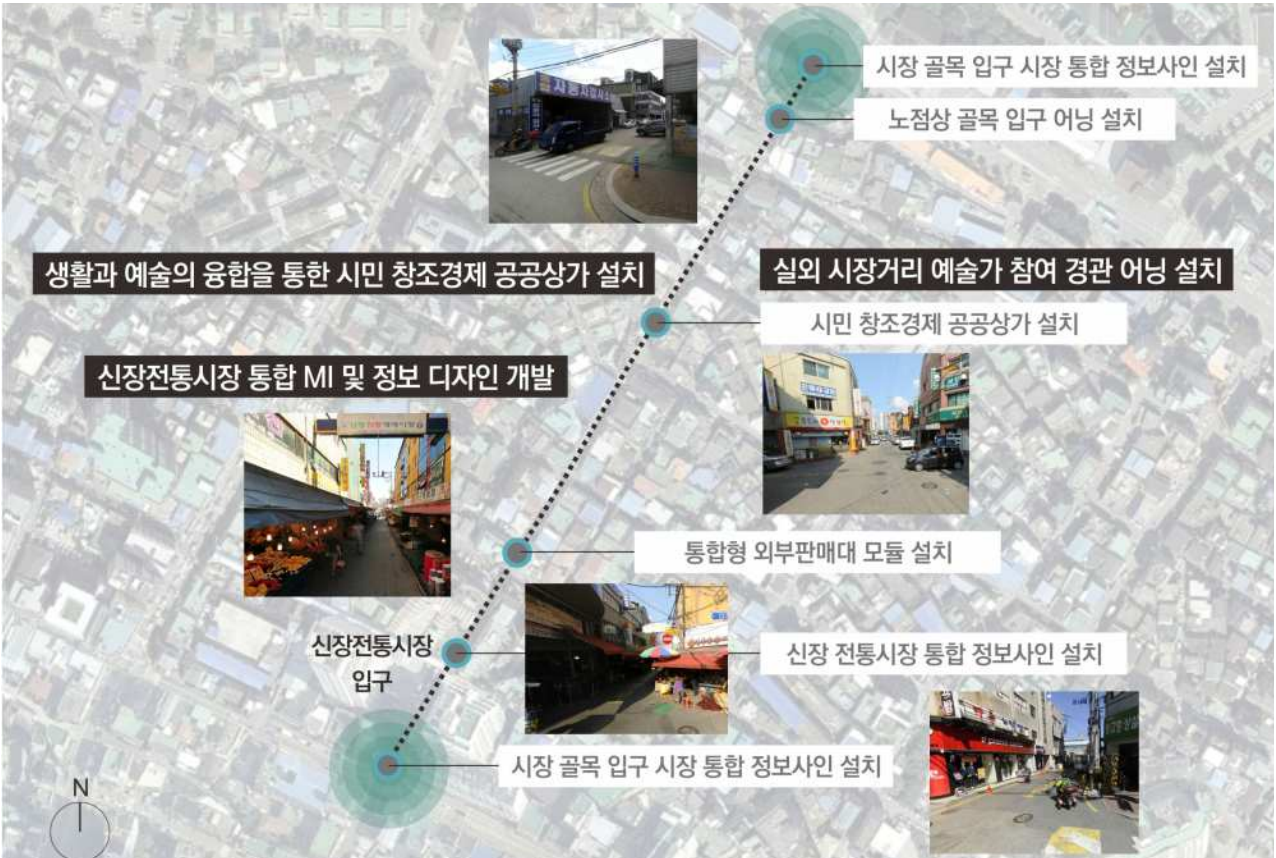 시장 골목 입구 시장 통합 정보사인 설치
노점상 골목 입구 어닝 설치
생활과 예술의 융합을 통한 시민 창조경제 공공상가 설치
실외 시장거리 예술가 참여 경관 어닝 설치
시민 창조경제 공공상가 설치
신장전통시장 통합 MI 및 정보 디자인 개발
통합형 외부판매대 모듈 설치
신장전통시장
입구
신장 전통시장 통합 정보사인 설치
시장 골목 입구 시장 통합 정보사인 설치
N